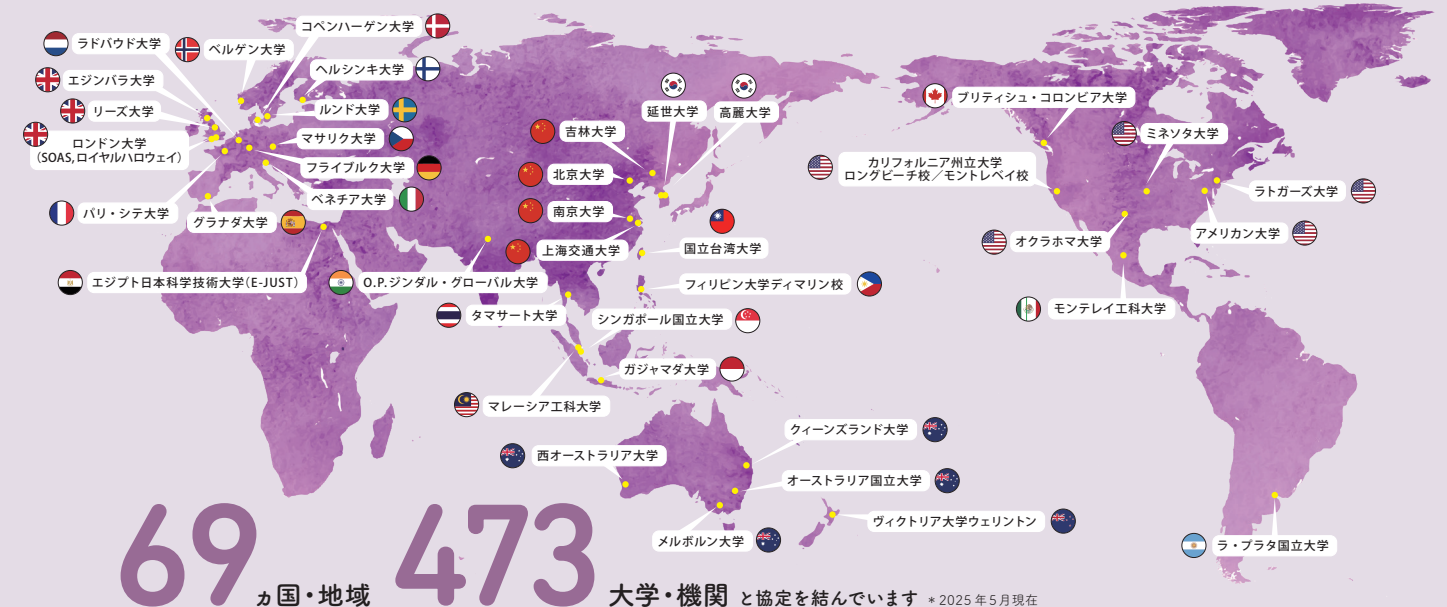 コペンハーゲン大学
ラドバウド大学
ベルゲン大学
エジンバラ大学
ヘルシンキ大学
リーズ大学
ルンド大学
ロンドン大学
（SOAS,ロイヤルハロウェイ）
マサリク大学
フライブルク大学
ベネチア大学
パリ・シテ大学
グラナダ大学
エジプト日本科学技術大学（E-JUST）
O.P.ジンダル・グローバル大学
延世大学
高麗大学
吉林大学
北京大学
南京大学
上海交通大学
国立台湾大学
フィリピン大学ディマリン校
タマサート大学
シンガポール国立大学
ガジャマダ大学
マレーシア工科大学
クィーンズランド大学
西オーストラリア大学
オーストラリア国立大学
ヴィクトリア大学ウェリントン
メルボルン大学
ブリティシュ・コロンビア大学
ミネソタ大学
カリフォルニア州立大学
ロングビーチ校／モントレベイ校
ラトガーズ大学
アメリカン大学
オクラホマ大学
モンテレイ工科大学
ラ・プラタ国立大学
69ヵ国・地域 473大学・機関 と協定を結んでいます ＊2025年5月現在